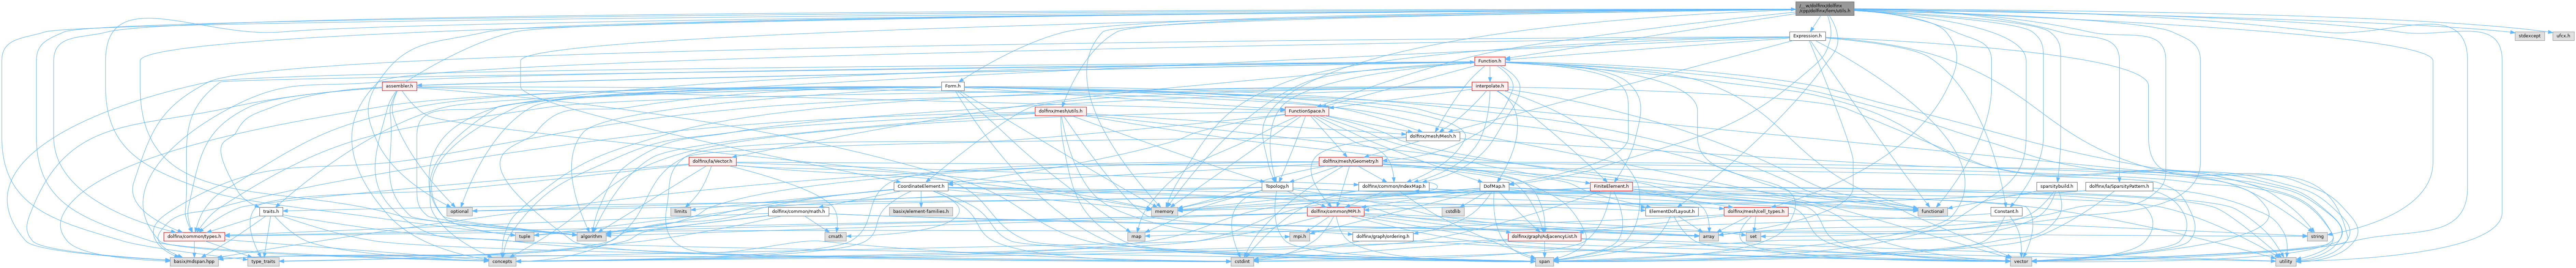 /__w/dolfinx/dolfinx
/cpp/dolfinx/fem/utils.h
Expression.h
stdexcept
ufcx.h
Function.h
assembler.h
Form.h
interpolate.h
dolfinx/mesh/utils.h
FunctionSpace.h
dolfinx/mesh/Mesh.h
dolfinx/la/Vector.h
dolfinx/mesh/Geometry.h
CoordinateElement.h
Topology.h
dolfinx/common/IndexMap.h
DofMap.h
FiniteElement.h
sparsitybuild.h
dolfinx/la/SparsityPattern.h
traits.h
optional
limits
dolfinx/common/math.h
basix/element-families.h
memory
dolfinx/common/MPI.h
cstdlib
ElementDofLayout.h
dolfinx/mesh/cell_types.h
functional
Constant.h
dolfinx/common/types.h
tuple
algorithm
cmath
map
mpi.h
dolfinx/graph/ordering.h
dolfinx/graph/AdjacencyList.h
array
set
string
basix/mdspan.hpp
type_traits
concepts
cstdint
span
vector
utility